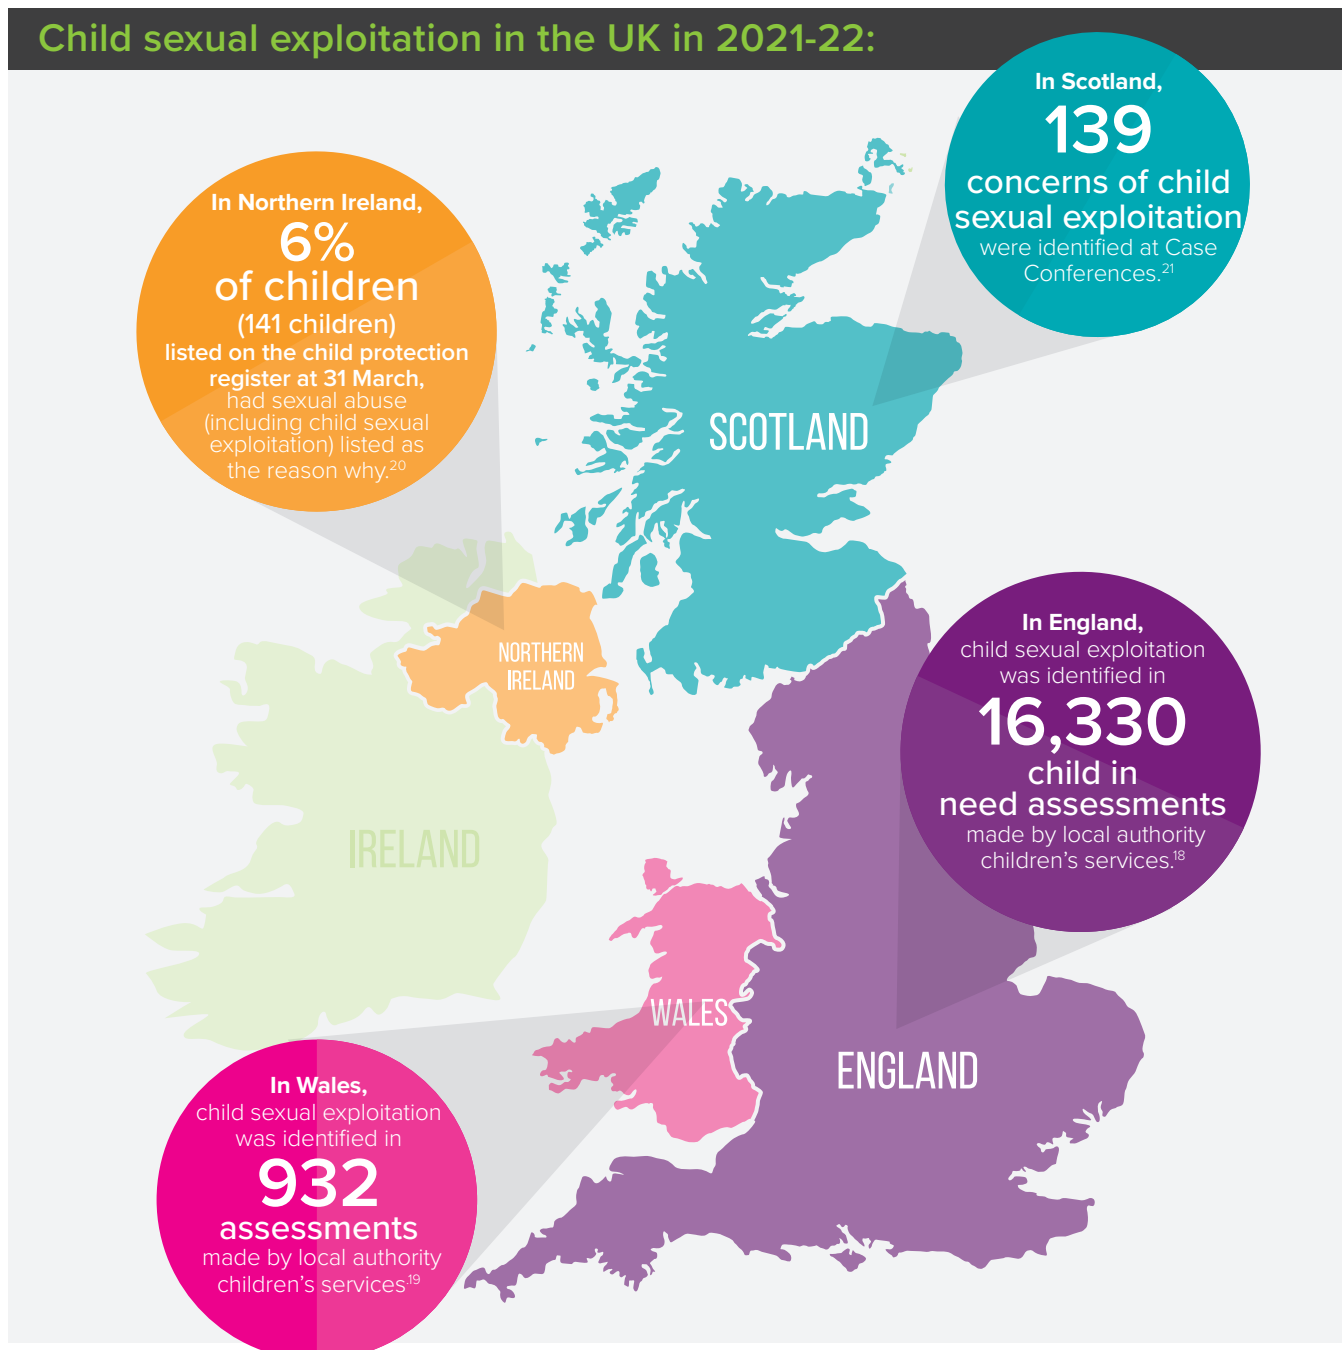 Child sexual exploitation in the UK in 2021-22:
In Scotland,
139
concerns of child
sexual exploitation
were identified at Case
Conferences.21
In Northern Ireland,
6%
of children
(141 children)
listed on the child protection
register at 31 March,
had sexual abuse
(including child sexual
exploitation) listed as
the reason why.20
SCOTLAND
NORTHERN
IRELAND
In England,
child sexual exploitation
was identified in
16,330
child in
need assessments
made by local authority
children’s services.18
IRELAND
WALES
ENGLAND
In Wales,
child sexual exploitation
was identified in
932
assessments
made by local authority
children’s services.19